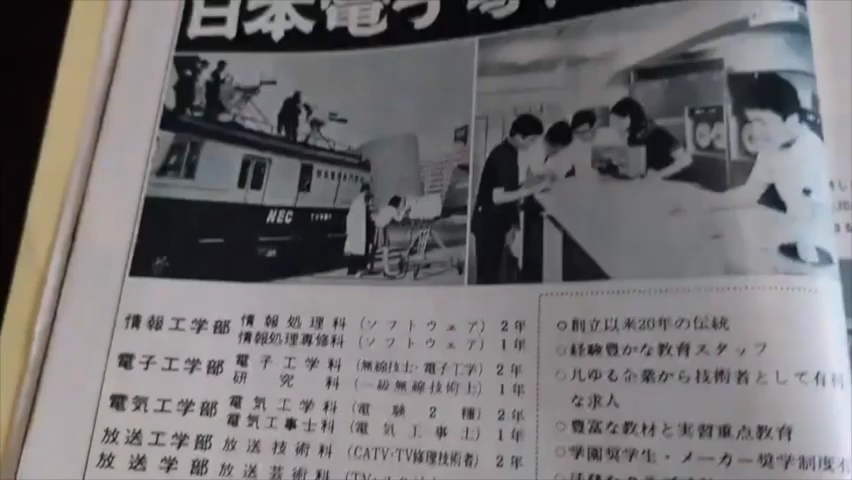 日本電子専
NEC
情報工学部 情報処理科 (ソフトウェア) 2年
情報処理専修科 (ソフトウェア) 1年
電子工学部 電子工学科 (無線技士・電子工学) 2年
研究科 (一級無線技術士) 1年
電気工学部 電気工学科 (電験2種) 2年
電気工事士科 (電気工事士) 1年
放送工学部 放送技術科 (CATV・TV修理技術者) 2年
放送学部 放送芸術科
○創立以来20年の伝統
○経験豊かな教育スタッフ
○凡ゆる企業から技術者として有利
な求人
○豊富な教材と実習重点教育
○学園奨学生・メーカー奨学制度有